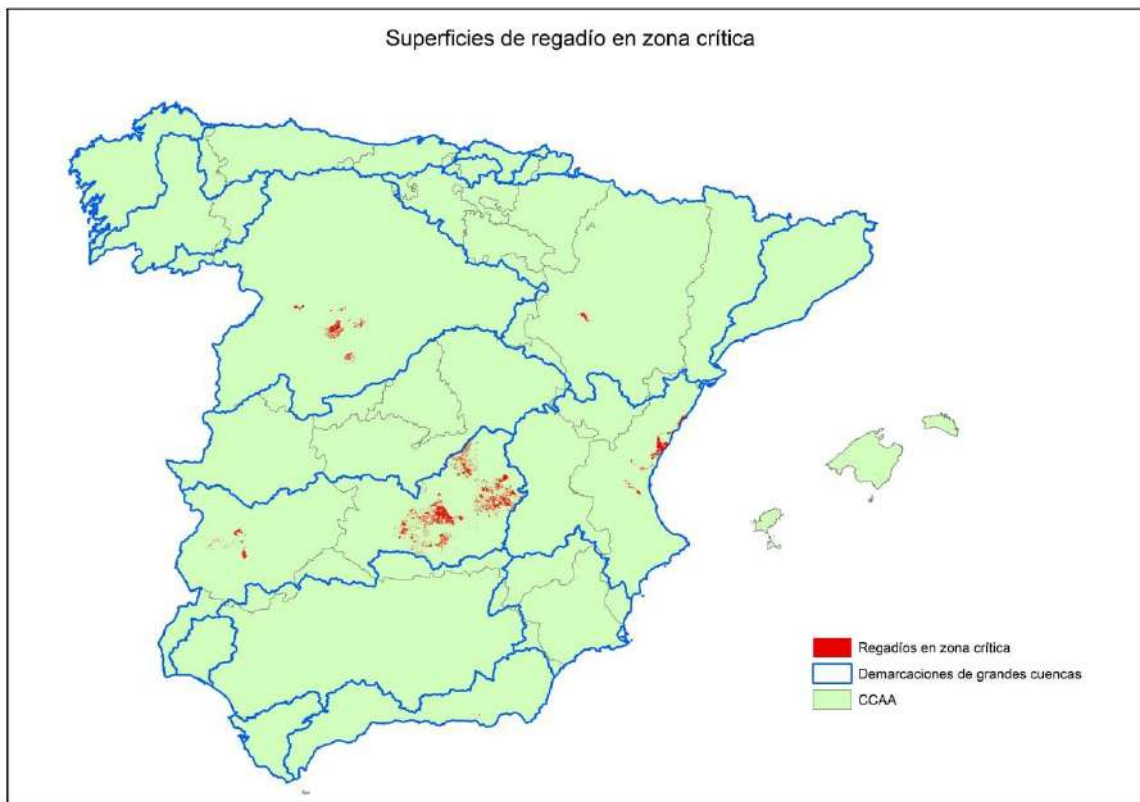 Superficies de regadío en zona crítica
Regadíos en zona crítica
Demarcaciones de grandes cuencas
CCAA